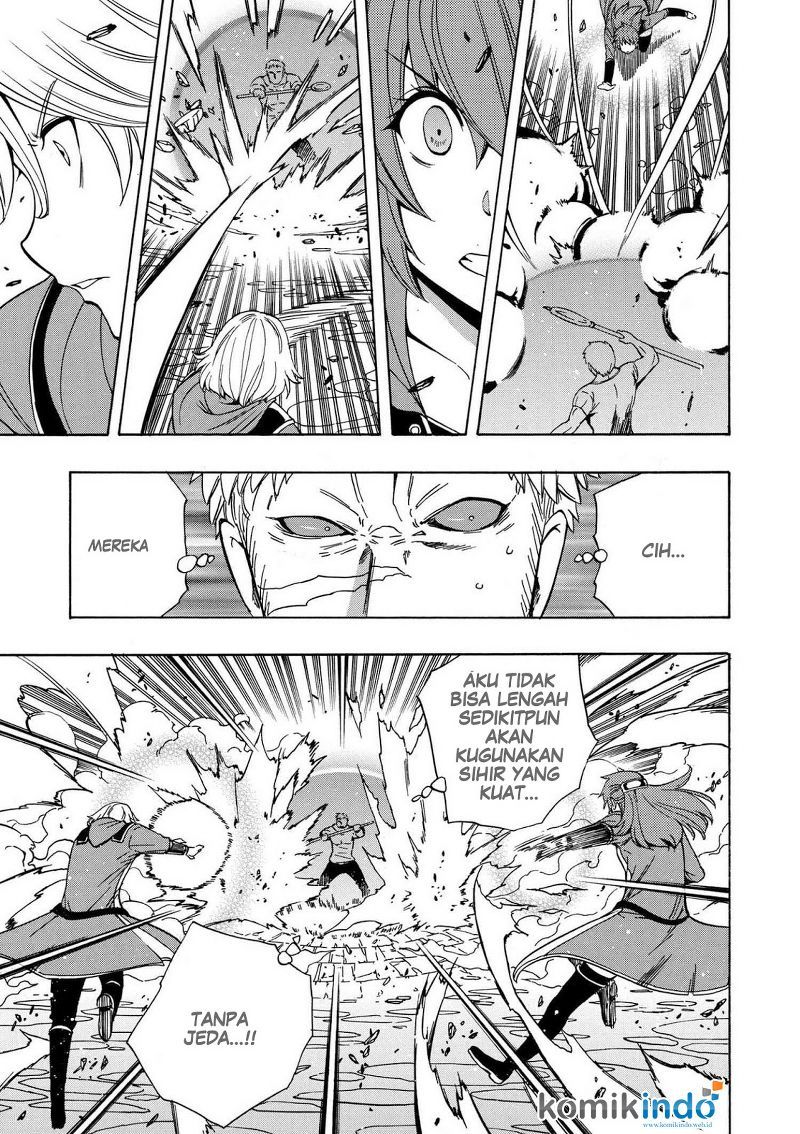 CIH...
MEREKA
AKU TIDAK
BISA LENGAH
SEDIKITPUN
AKAN
KUGUNAKAN
SIHIR YANG
KUAT...
TANPA
JEDA...!!
komikindo
www.komikindo.web.id